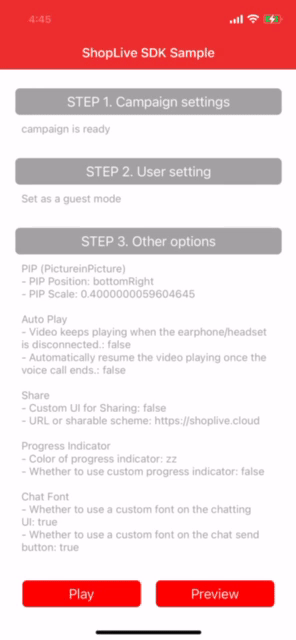 4:45
ShopLive SDK Sample
STEP 1. Campaign settings
campaign is ready
STEP 2. User setting
Set as a guest mode
STEP 3. Other options
PIP (PictureinPicture)
- PIP Position: bottomRight
- PIP Scale: 0.4000000059604645
Auto Play
- Video keeps playing when the earphone/headset
is disconnected.: false
- Automatically resume the video playing once the
voice call ends.: false
Share
- Custom UI for Sharing: false
- URL or sharable scheme: https://shoplive.cloud
Progress Indicator
- Color of progress indicator: zz
- Whether to use custom progress indicator: false
Chat Font
- Whether to use a custom font on the chatting
UI: true
- Whether to use a custom font on the chat send
button: true
Play
Preview